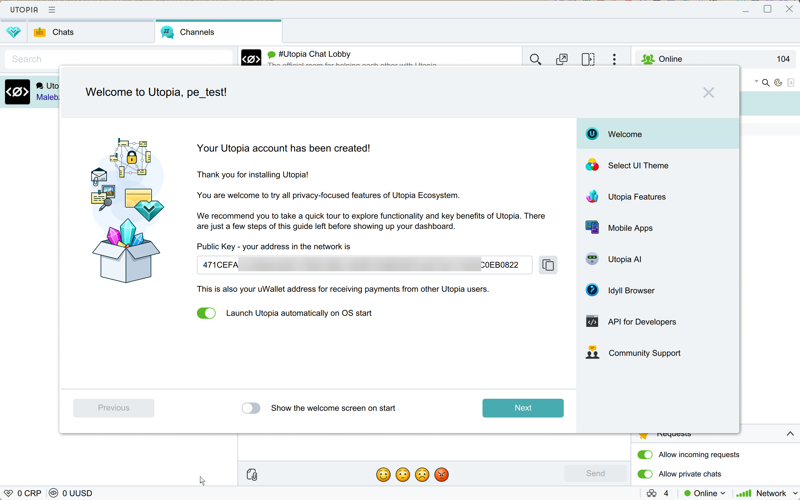 UTOPIA
Chats
Channels
Search
#Utopia Chat Lobby
The official room for helping each other with Utopia
Online
104
Uto
Maleb
Welcome to Utopia, pe_test!
Your Utopia account has been created!
Thank you for installing Utopia!
You are welcome to try all privacy-focused features of Utopia Ecosystem.
We recommend you to take a quick tour to explore functionality and key benefits of Utopia. There
are just a few steps of this guide left before showing up your dashboard.
Public Key - your address in the network is
471CEFA
C0EB0822
This is also your uWallet address for receiving payments from other Utopia users.
Launch Utopia automatically on OS start
Previous
Show the welcome screen on start
Next
Welcome
Select UI Theme
Utopia Features
Mobile Apps
Utopia AI
Idyll Browser
API for Developers
Community Support
Requests
Allow incoming requests
Allow private chats
Send
0 CRP
0 UUSD
4
Online
Network